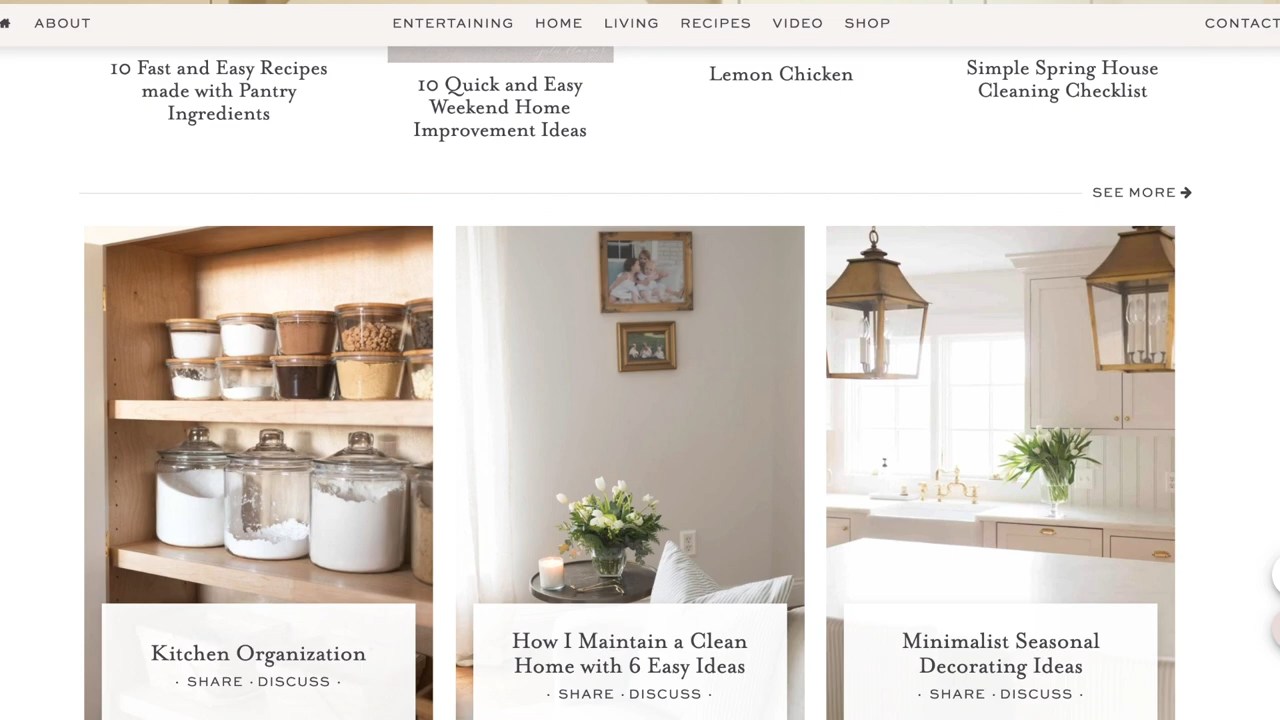 ABOUT ENTERTAINING HOME LIVING RECIPES VIDEO SHOP CONTACT
10 Fast and Easy Recipes
made with Pantry
Ingredients
10 Quick and Easy
Weekend Home
Improvement Ideas
Lemon Chicken
Simple Spring House
Cleaning Checklist
SEE MORE
Kitchen Organization
· SHARE · DISCUSS ·
How I Maintain a Clean
Home with 6 Easy Ideas
· SHARE · DISCUSS ·
Minimalist Seasonal
Decorating Ideas
· SHARE · DISCUSS ·